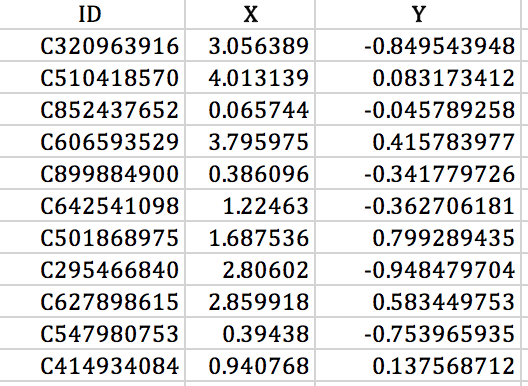 ID X Y
C320963916 3.056389 -0.849543948
C510418570 4.013139 0.083173412
C852437652 0.065744 -0.045789258
C606593529 3.795975 0.415783977
C899884900 0.386096 -0.341779726
C642541098 1.22463 -0.362706181
C501868975 1.687536 0.799289435
C295466840 2.80602 -0.948479704
C627898615 2.859918 0.583449753
C547980753 0.39438 -0.753965935
C414934084 0.940768 0.137568712